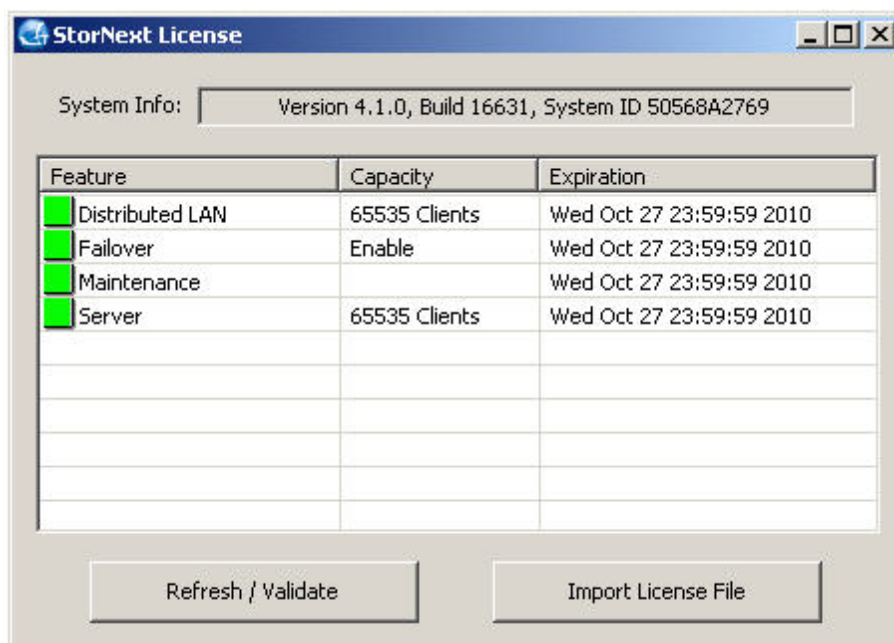 StorNext License
System Info: Version 4.1.0, Build 16631, System ID 50568A2769
Feature Capacity Expiration
Distributed LAN 65535 Clients Wed Oct 27 23:59:59 2010
Failover Enable Wed Oct 27 23:59:59 2010
Maintenance Wed Oct 27 23:59:59 2010
Server 65535 Clients Wed Oct 27 23:59:59 2010
Refresh / Validate Import License File